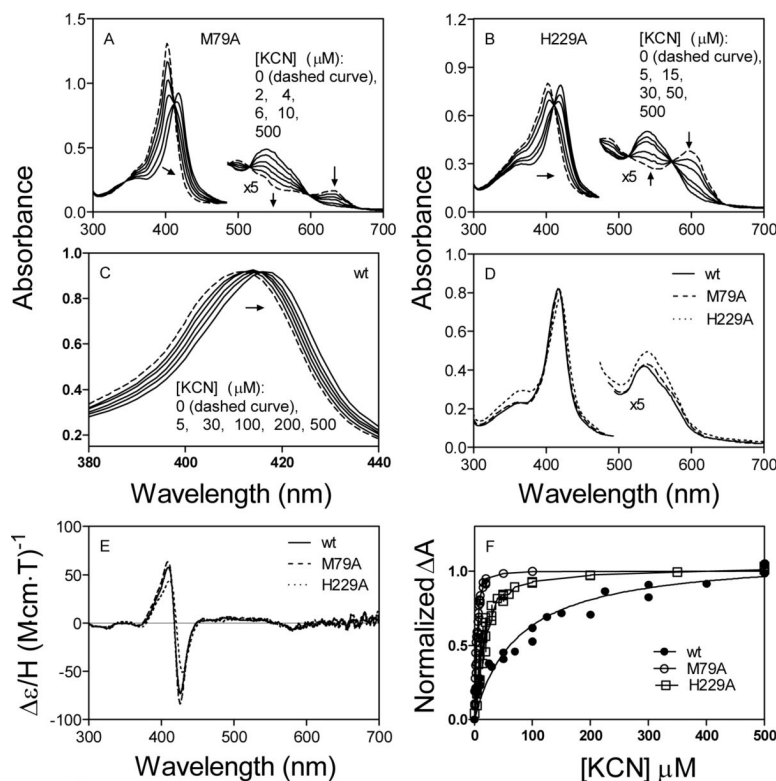 A M79A [KCN] (μM):
0 (dashed curve),
2, 4,
6, 10,
500
x5
1.5
1.0
0.5
0.0
300 400 500 600 700
Absorbance
B H229A [KCN] (μM):
0 (dashed curve),
5, 15,
30, 50,
500
x5
1.2
0.9
0.6
0.3
0.0
300 400 500 600 700
Absorbance
C wt
[KCN] (μM):
0 (dashed curve),
5, 30, 100, 200, 500
1.0
0.8
0.6
0.4
0.2
380 400 420 440
Wavelength (nm)
D
wt
M79A
H229A
x5
1.0
0.8
0.6
0.4
0.2
0.0
300 400 500 600 700
Wavelength (nm)
E
wt
M79A
H229A
100
50
0
-50
-100
300 400 500 600 700
Δε/H (M·cm·T)-1
Wavelength (nm)
F
wt
M79A
H229A
1.0
0.5
0.0
0 100 200 300 400 500
Normalized ΔA
[KCN] μM